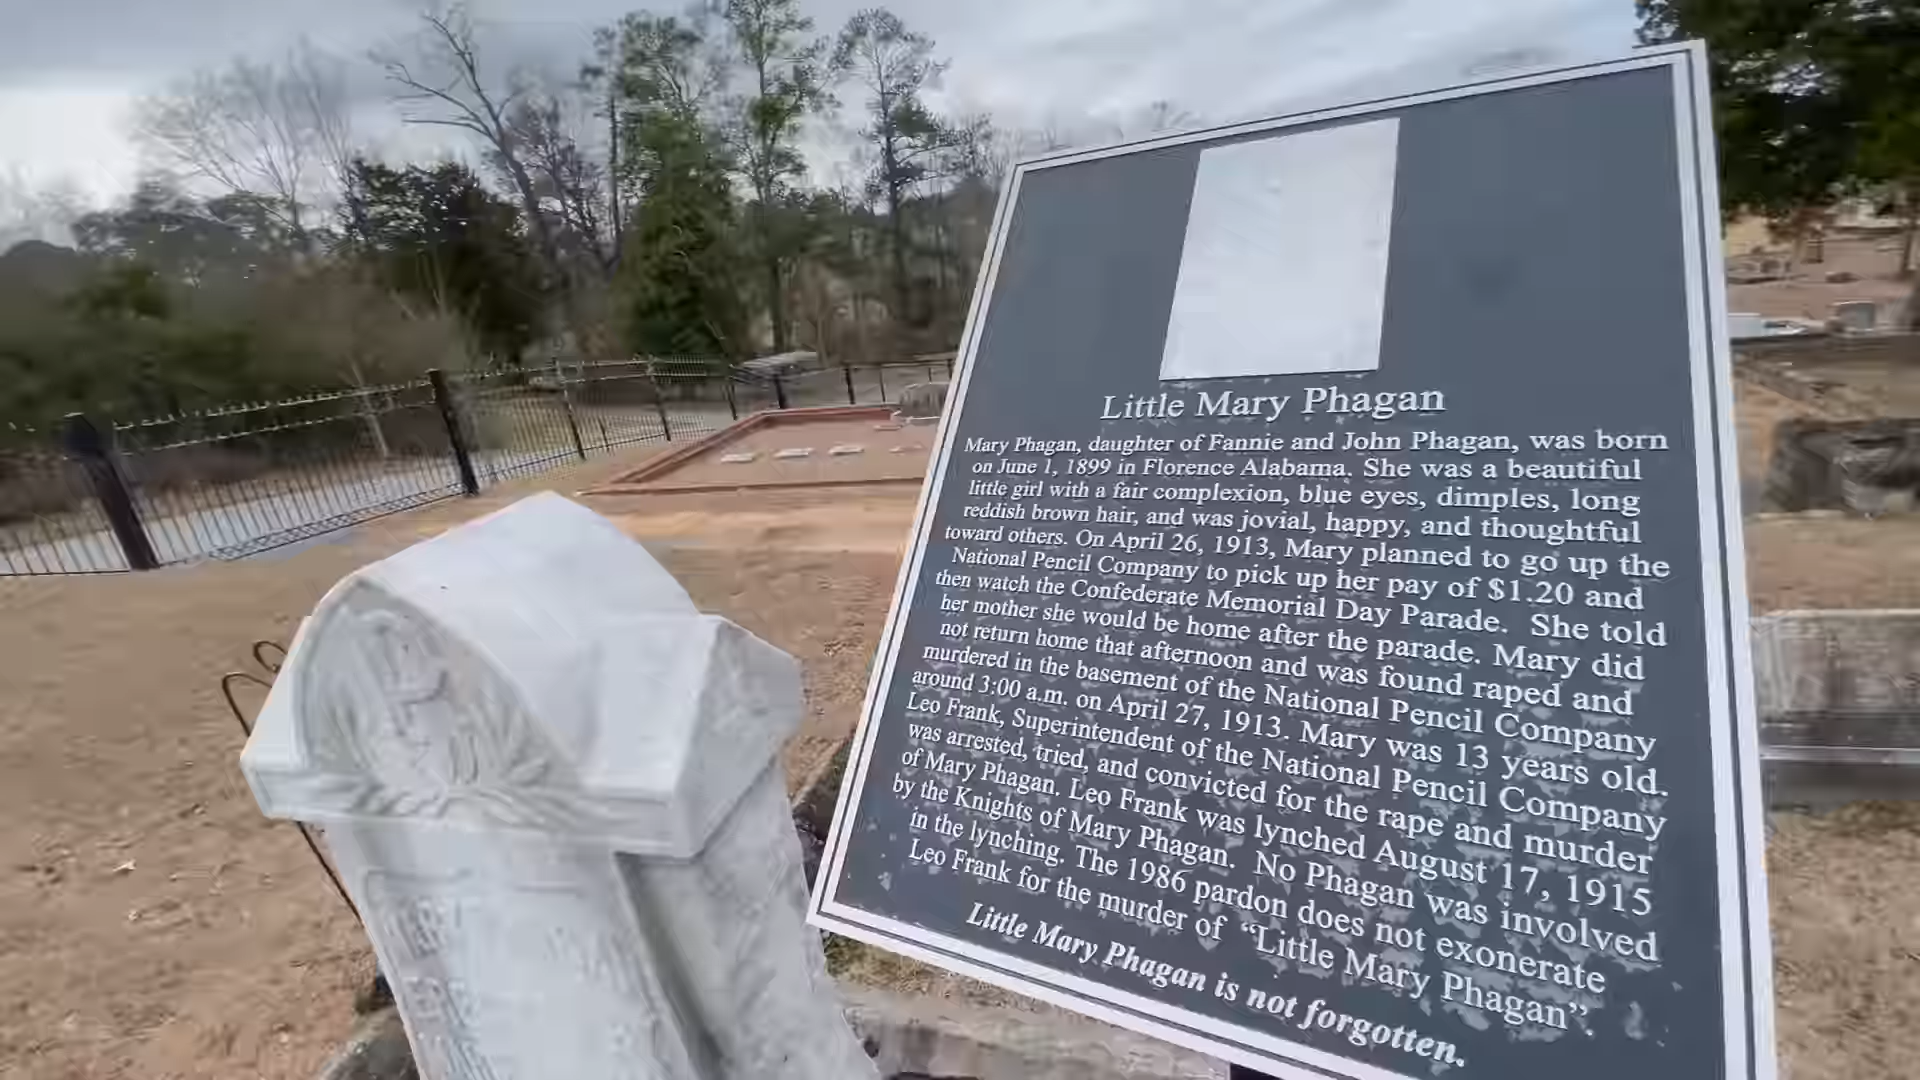 Little Mary Phagan
Mary Phagan, daughter of Fannie and John Phagan, was born
on June 1, 1899 in Florence Alabama. She was a beautiful
little girl with a fair complexion, blue eyes, dimples, long
reddish brown hair, and was jovial, happy, and thoughtful
toward others. On April 26, 1913, Mary planned to go up the
National Pencil Company to pick up her pay of $1.20 and
then watch the Confederate Memorial Day Parade. She told
her mother she would be home after the parade. Mary did
not return home that afternoon and was found raped and
murdered in the basement of the National Pencil Company
around 3:00 a.m. on April 27, 1913. Mary was 13 years old.
Leo Frank, Superintendent of the National Pencil Company
was arrested, tried, and convicted for the rape and murder
of Mary Phagan. Leo Frank was lynched August 17, 1915
by the Knights of Mary Phagan. No Phagan was involved
in the lynching. The 1986 pardon does not exonerate
Leo Frank for the murder of “Little Mary Phagan”.
Little Mary Phagan is not forgotten.